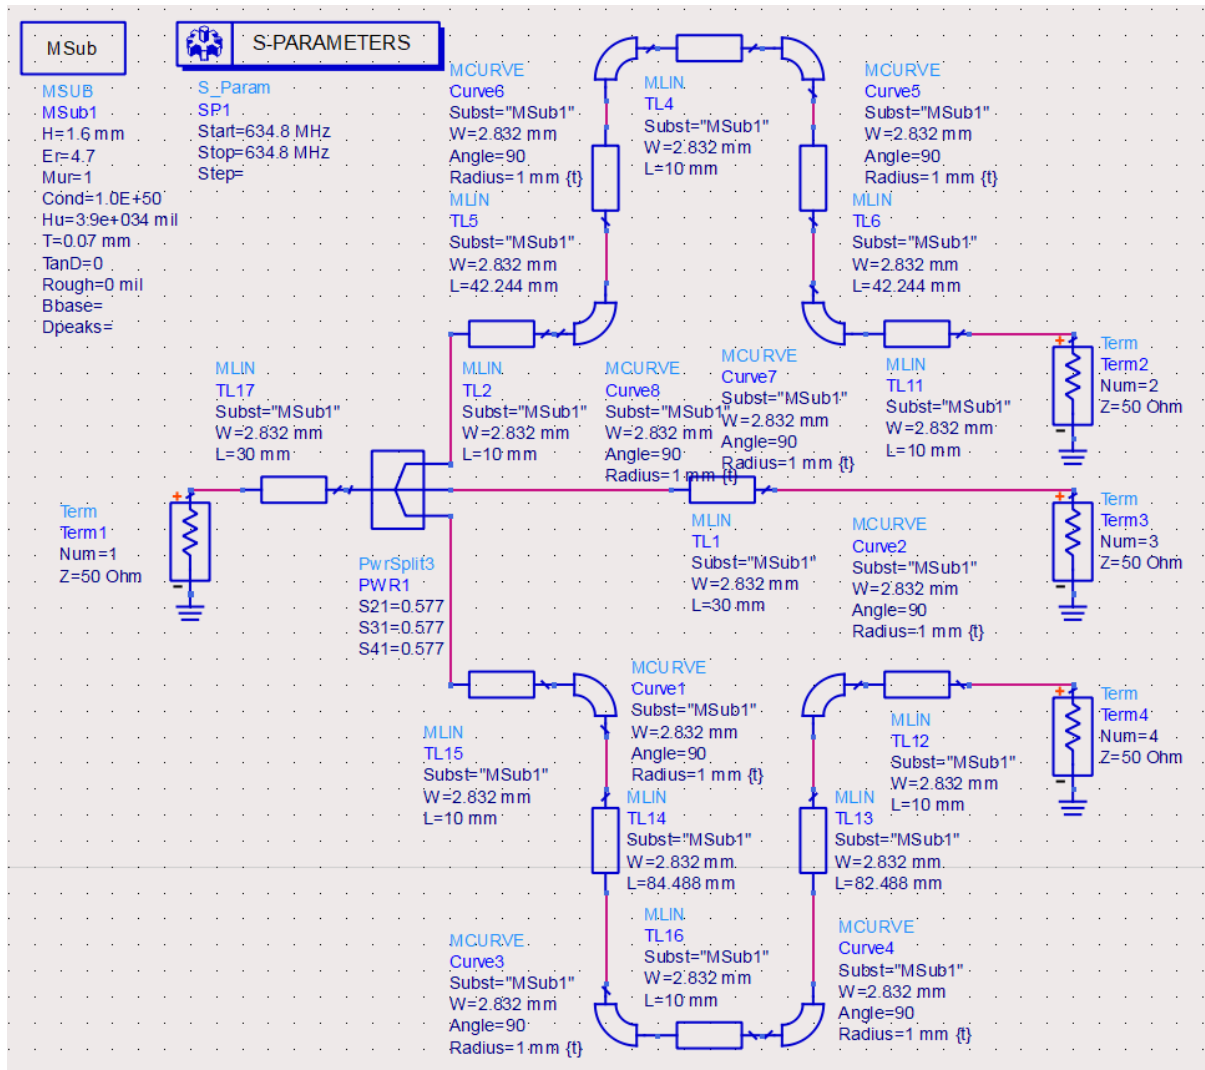 MSub
MSUB
MSub1
H=1.6 mm
Er=4.7
Mur=1
Cond=1.0E+50
Hu=3.9e+034 mil
T=0.07 mm
TanD=0
Rough=0 mil
Bbase=
Dpeaks=
S-PARAMETERS
S_Param
SP1
Start=634.8 MHz
Stop=634.8 MHz
Step=
MCURVE
Curve6
Subst="MSub1"
W=2.832 mm
Angle=90
Radius=1 mm {t}
MLIN
TL4
Subst="MSub1"
W=2.832 mm
L=10 mm
MCURVE
Curve5
Subst="MSub1"
W=2.832 mm
Angle=90
Radius=1 mm {t}
MLIN
TL5
Subst="MSub1"
W=2.832 mm
L=42.244 mm
MLIN
TL6
Subst="MSub1"
W=2.832 mm
L=42.244 mm
MLIN
TL17
Subst="MSub1"
W=2.832 mm
L=30 mm
MLIN
TL2
Subst="MSub1"
W=2.832 mm
L=10 mm
MCURVE
Curve8
Subst="MSub1"
W=2.832 mm
Angle=90
Radius=1 mm {t}
MCURVE
Curve7
Subst="MSub1"
W=2.832 mm
Angle=90
Radius=1 mm {t}
MLIN
TL11
Subst="MSub1"
W=2.832 mm
L=10 mm
Term
Term2
Num=2
Z=50 Ohm
Term
Term1
Num=1
Z=50 Ohm
PwrSplit3
PWR1
S21=0.577
S31=0.577
S41=0.577
MLIN
TL1
Subst="MSub1"
W=2.832 mm
L=30 mm
MCURVE
Curve2
Subst="MSub1"
W=2.832 mm
Angle=90
Radius=1 mm {t}
Term
Term3
Num=3
Z=50 Ohm
MLIN
TL15
Subst="MSub1"
W=2.832 mm
L=10 mm
MCURVE
Curve1
Subst="MSub1"
W=2.832 mm
Angle=90
Radius=1 mm {t}
MLIN
TL12
Subst="MSub1"
W=2.832 mm
L=10 mm
Term
Term4
Num=4
Z=50 Ohm
MLIN
TL14
Subst="MSub1"
W=2.832 mm
L=84.488 mm
MLIN
TL13
Subst="MSub1"
W=2.832 mm
L=82.488 mm
MCURVE
Curve3
Subst="MSub1"
W=2.832 mm
Angle=90
Radius=1 mm {t}
MLIN
TL16
Subst="MSub1"
W=2.832 mm
L=10 mm
MCURVE
Curve4
Subst="MSub1"
W=2.832 mm
Angle=90
Radius=1 mm {t}